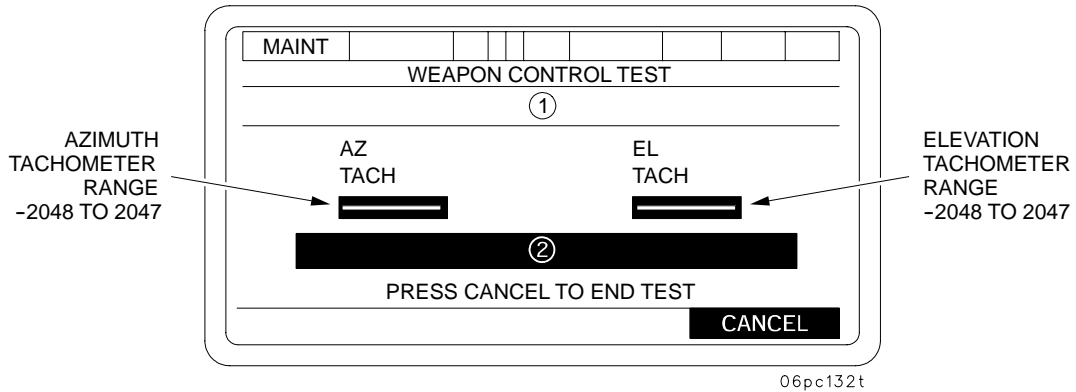 MAINT
WEAPON CONTROL TEST
1
AZIMUTH
TACHOMETER
RANGE
-2048 TO 2047
AZ
TACH
EL
TACH
ELEVATION
TACHOMETER
RANGE
-2048 TO 2047
2
PRESS CANCEL TO END TEST
CANCEL
06pc132t